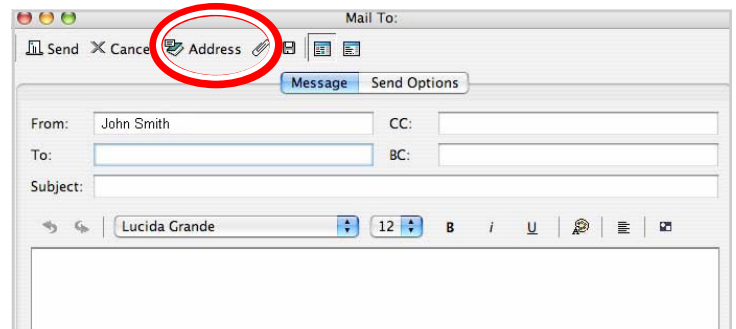 Mail To:
Send Cance Address
Message Send Options
From: John Smith CC:
To: BC:
Subject:
Lucida Grande 12 B i U